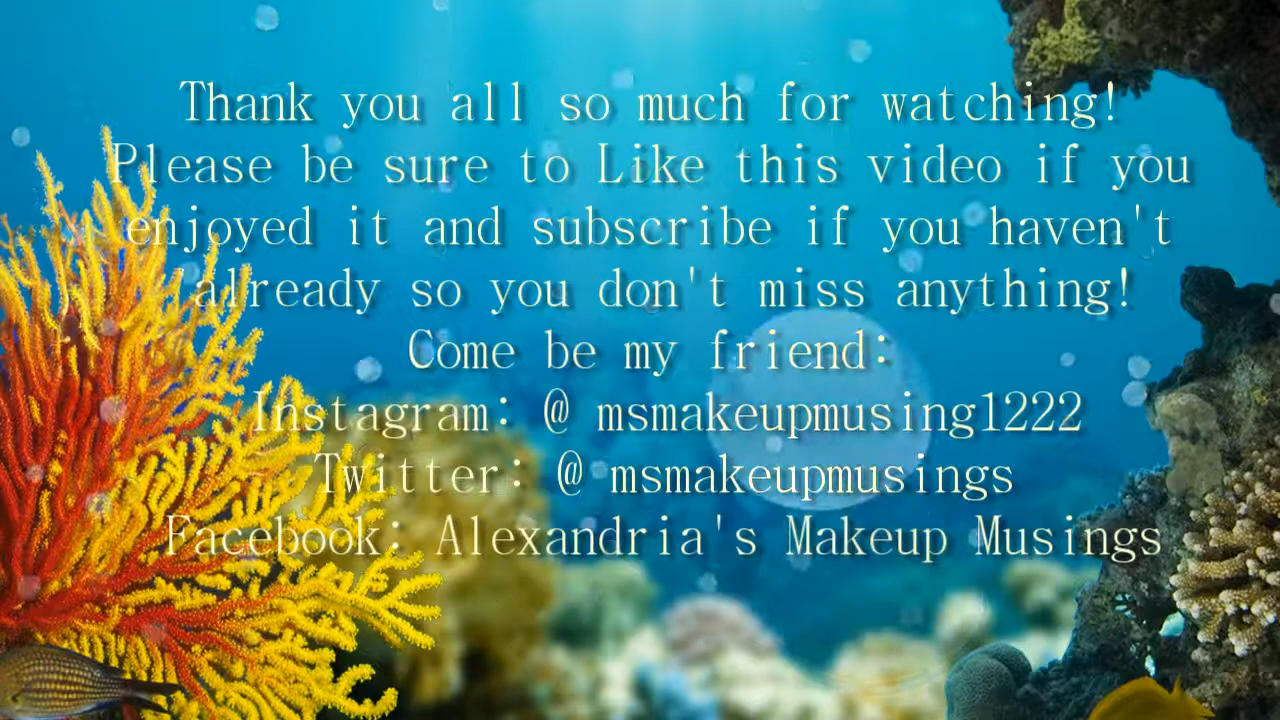 Thank you all so much for watching!
Please be sure to Like this video if you
enjoyed it and subscribe if you haven't
already so you don't miss anything!
Come be my friend:
Instagram: @ msmakeupmusing1222
Twitter: @ msmakeupmusings
Facebook: Alexandria's Makeup Musings